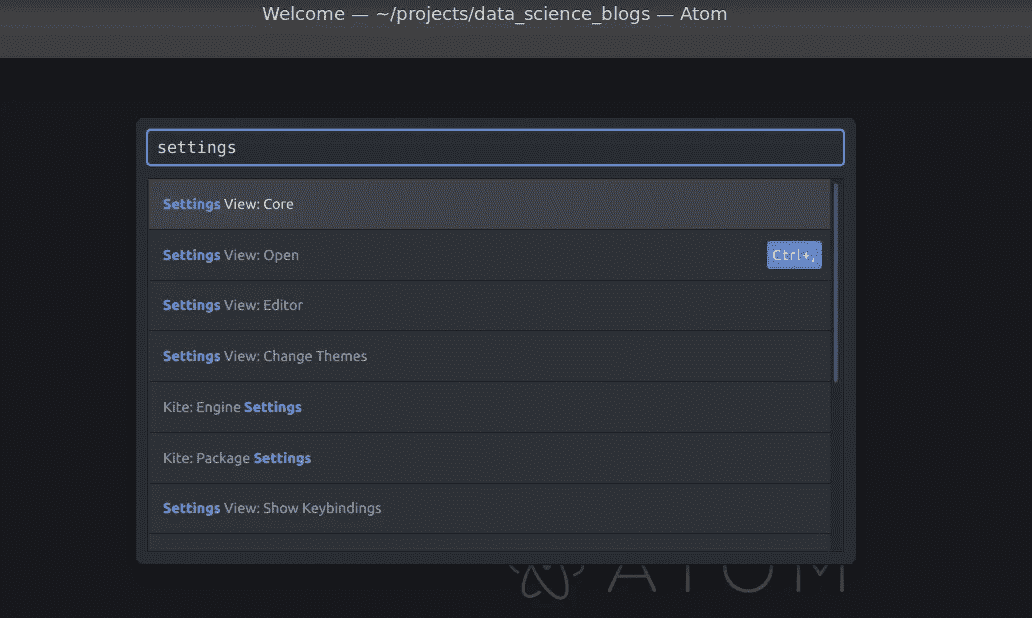 Welcome — ~/projects/data_science_blogs — Atom
settings
Settings View: Core
Settings View: Open Ctrl+,
Settings View: Editor
Settings View: Change Themes
Kite: Engine Settings
Kite: Package Settings
Settings View: Show Keybindings
ATOM